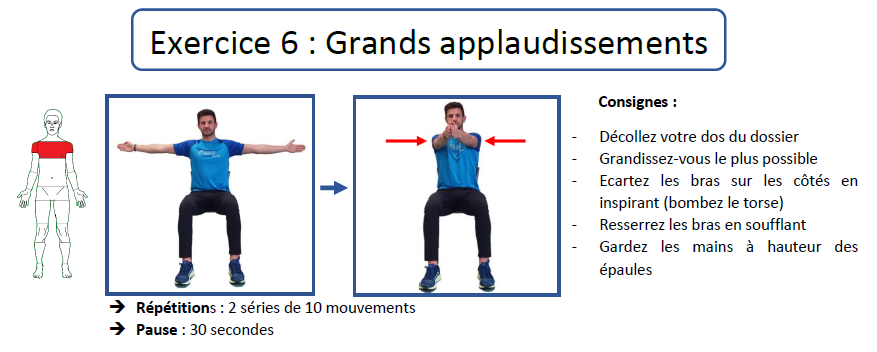 Exercice 6 : Grands applaudissements
Consignes :
- Décollez votre dos du dossier
- Grandissez-vous le plus possible
- Ecartez les bras sur les côtés en
inspirant (bombez le torse)
- Resserrez les bras en soufflant
- Gardez les mains à hauteur des
épaules
➔ Répétitions : 2 séries de 10 mouvements
➔ Pause : 30 secondes